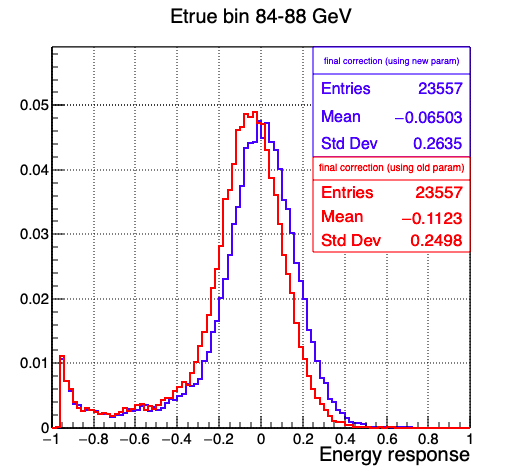 Etrue bin 84-88 GeV
final correction (using new param)
Entries 23557
Mean −0.06503
Std Dev 0.2635
final correction (using old param)
Entries 23557
Mean −0.1123
Std Dev 0.2498
0.05
0.04
0.03
0.02
0.01
0
−1 −0.8 −0.6 −0.4 −0.2 0 0.2 0.4 0.6 0.8 1
Energy response